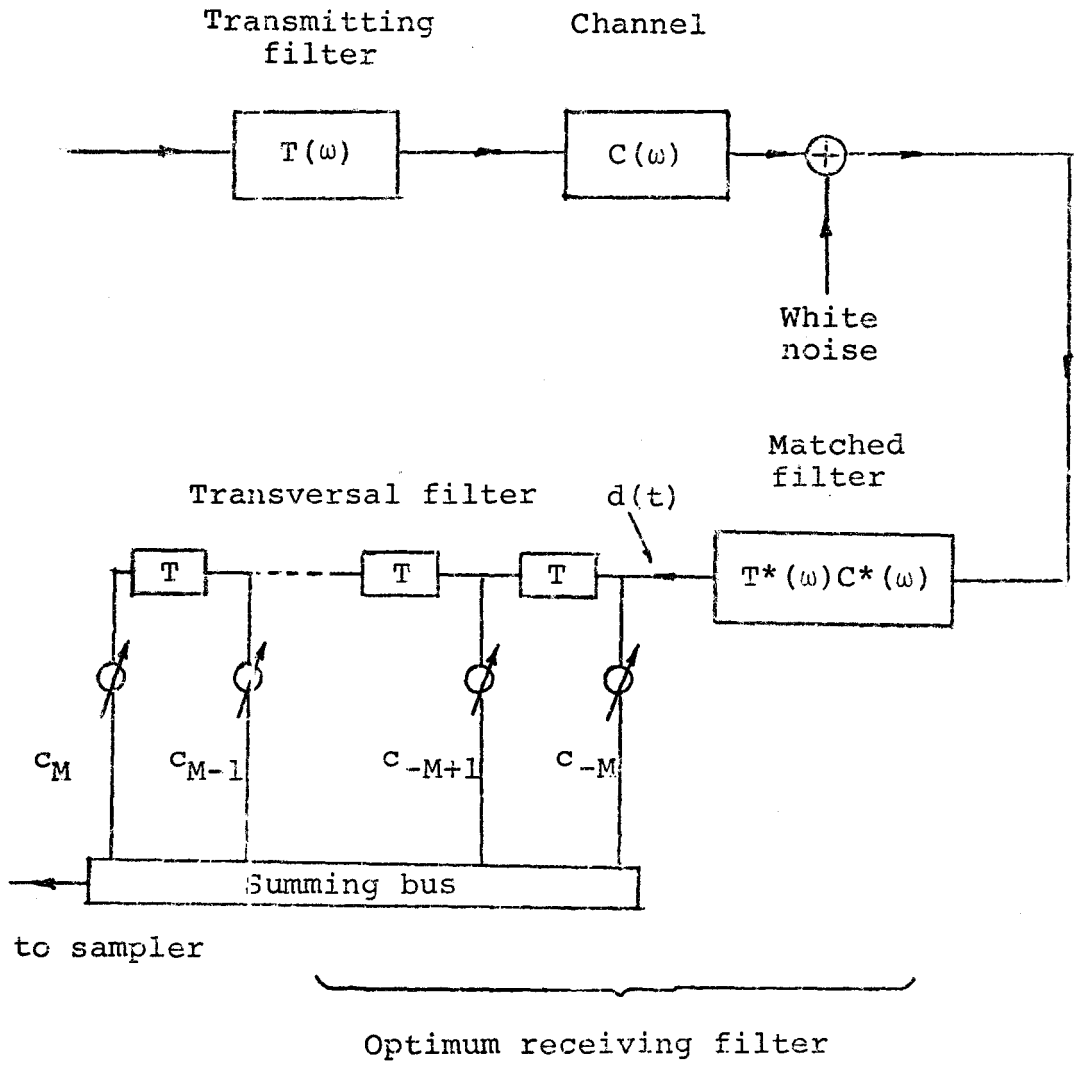 Transmitting
filter
Channel
T(ω)
C(ω)
+
White
noise
Matched
filter
Transversal filter
d(t)
T
T
T
T*(ω)C*(ω)
c_M
c_M-1
c_-M+1
c_-M
Summing bus
to sampler
Optimum receiving filter